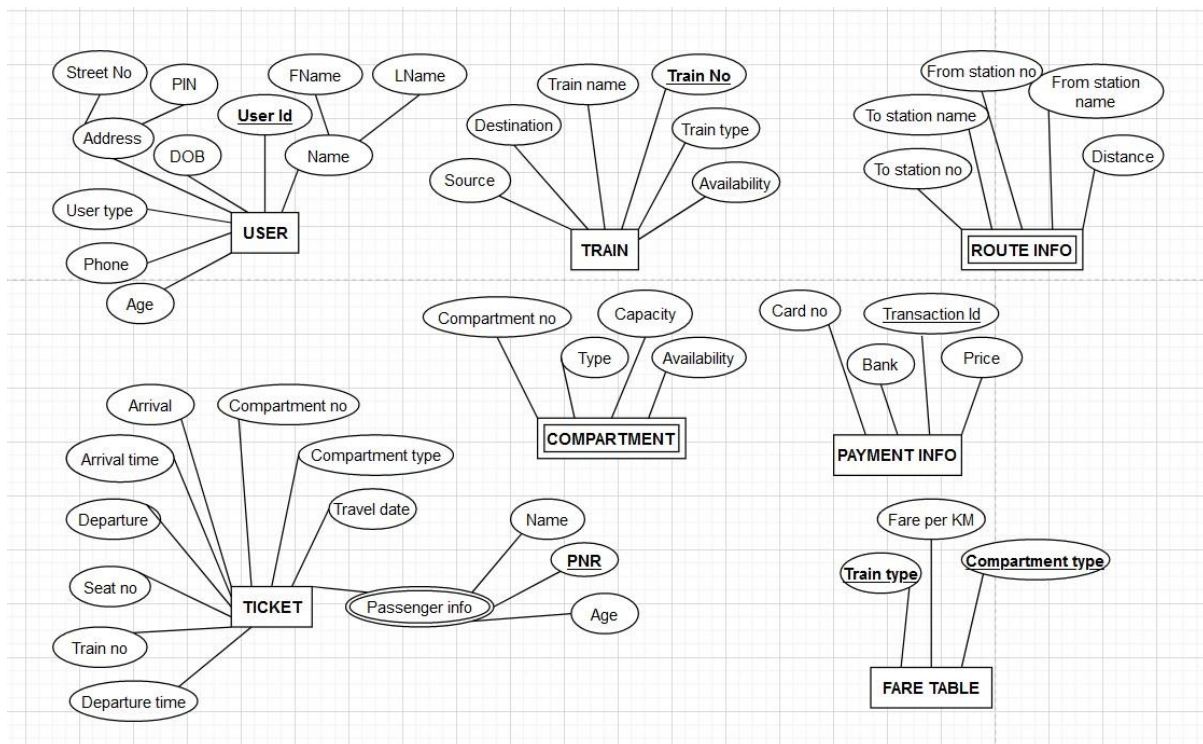 Street No
PIN
Address
DOB
User Id
FName
LName
Name
User type
Phone
Age
USER
Train name
Train No
Destination
Train type
Source
Availability
TRAIN
From station no
From station
name
To station name
To station no
Distance
ROUTE INFO
Compartment no
Capacity
Type
Availability
COMPARTMENT
Card no
Transaction Id
Bank
Price
PAYMENT INFO
Arrival
Compartment no
Arrival time
Compartment type
Departure
Travel date
Seat no
Train no
Departure time
TICKET
Passenger info
Name
PNR
Age
Fare per KM
Train type
Compartment type
FARE TABLE